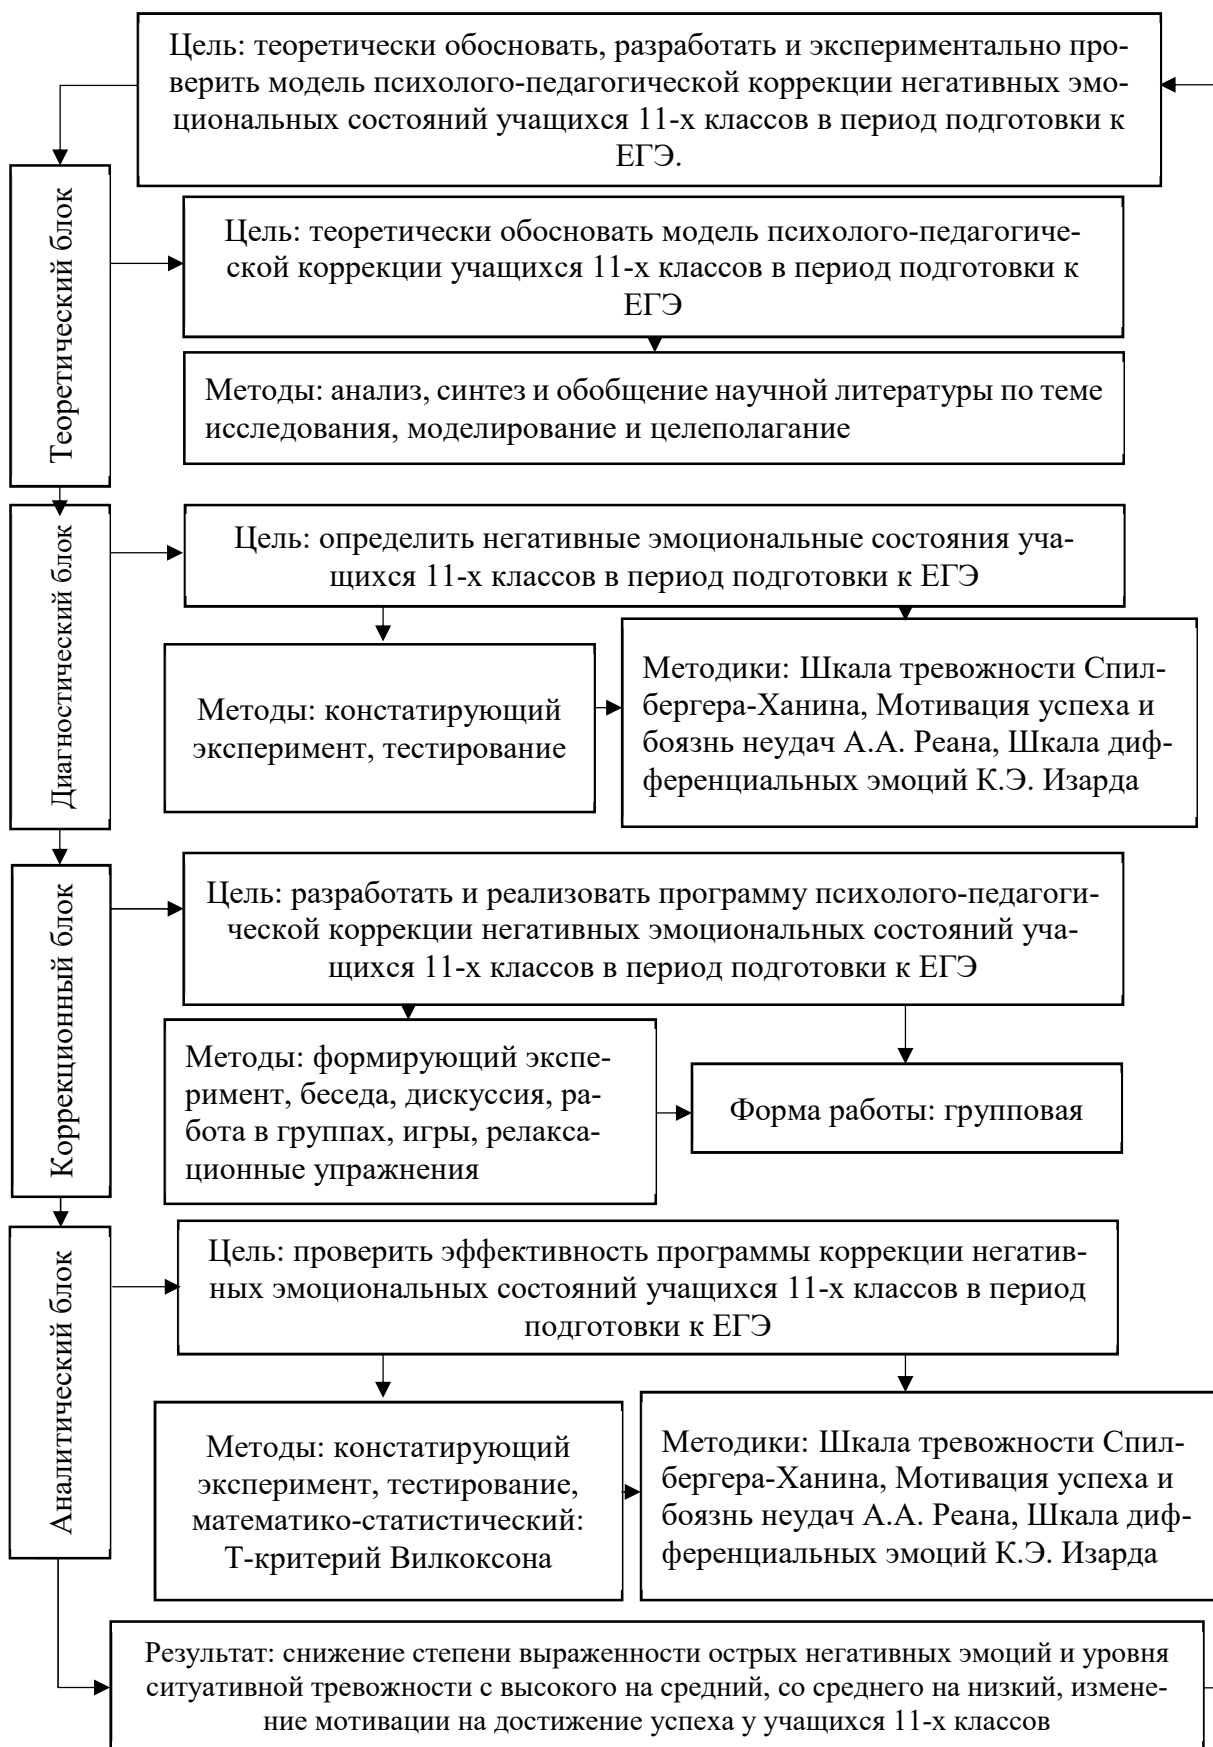 Цель: теоретически обосновать, разработать и экспериментально про-
верить модель психолого-педагогической коррекции негативных эмо-
циональных состояний учащихся 11-х классов в период подготовки к
ЕГЭ.
Теоретический блок
Цель: теоретически обосновать модель психолого-педагогиче-
ской коррекции учащихся 11-х классов в период подготовки к
ЕГЭ
Методы: анализ, синтез и обобщение научной литературы по теме
исследования, моделирование и целеполагание
Диагностический блок
Цель: определить негативные эмоциональные состояния уча-
щихся 11-х классов в период подготовки к ЕГЭ
Методы: констатирующий
эксперимент, тестирование
Методики: Шкала тревожности Спил-
бергера-Ханина, Мотивация успеха и
боязнь неудач А.А. Реана, Шкала диф-
ференциальных эмоций К.Э. Изарда
Коррекционный блок
Цель: разработать и реализовать программу психолого-педагоги-
ческой коррекции негативных эмоциональных состояний уча-
щихся 11-х классов в период подготовки к ЕГЭ
Методы: формирующий экспе-
римент, беседа, дискуссия, ра-
бота в группах, игры, релакса-
ционные упражнения
Форма работы: групповая
Аналитический блок
Цель: проверить эффективность программы коррекции негатив-
ных эмоциональных состояний учащихся 11-х классов в период
подготовки к ЕГЭ
Методы: констатирующий
эксперимент, тестирование,
математико-статистический:
Т-критерий Вилкоксона
Методики: Шкала тревожности Спил-
бергера-Ханина, Мотивация успеха и
боязнь неудач А.А. Реана, Шкала диф-
ференциальных эмоций К.Э. Изарда
Результат: снижение степени выраженности острых негативных эмоций и уровня
ситуативной тревожности с высокого на средний, со среднего на низкий, измене-
ние мотивации на достижение успеха у учащихся 11-х классов